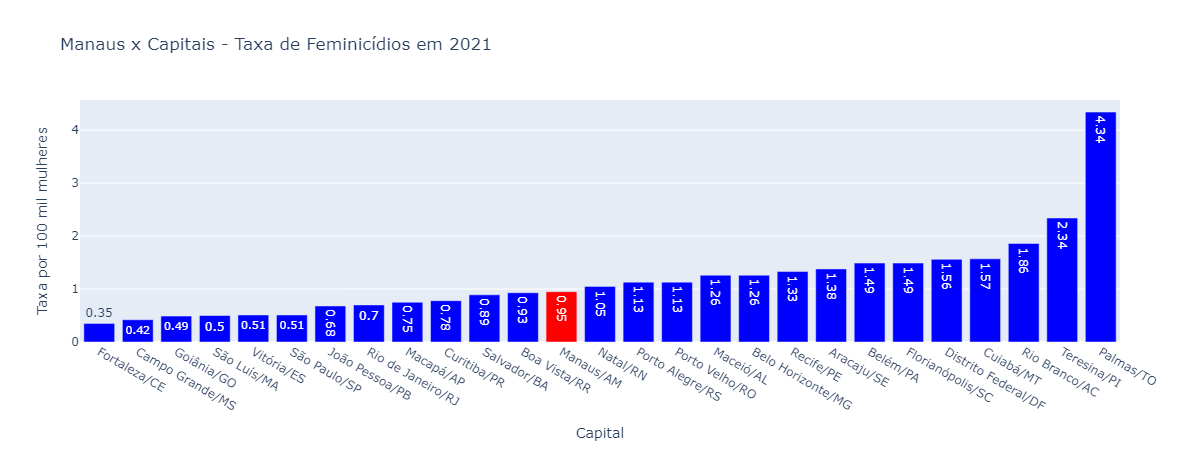 Manaus x Capitais - Taxa de Feminicídios em 2021
Taxa por 100 mil mulheres
4
3
2
1
0
0.35
0.42
0.49
0.5
0.51
0.51
0.68
0.7
0.75
0.78
0.89
0.93
0.95
1.05
1.13
1.13
1.26
1.26
1.33
1.38
1.49
1.49
1.56
1.57
1.86
2.34
4.34
Fortaleza/CE
Campo Grande/MS
Goiânia/GO
São Luís/MA
Vitória/ES
São Paulo/SP
João Pessoa/PB
Rio de Janeiro/RJ
Macapá/AP
Curitiba/PR
Salvador/BA
Boa Vista/RR
Manaus/AM
Natal/RN
Porto Alegre/RS
Porto Velho/RO
Maceió/AL
Belo Horizonte/MG
Recife/PE
Aracaju/SE
Belém/PA
Florianópolis/SC
Distrito Federal/DF
Cuiabá/MT
Rio Branco/AC
Teresina/PI
Palmas/TO
Capital